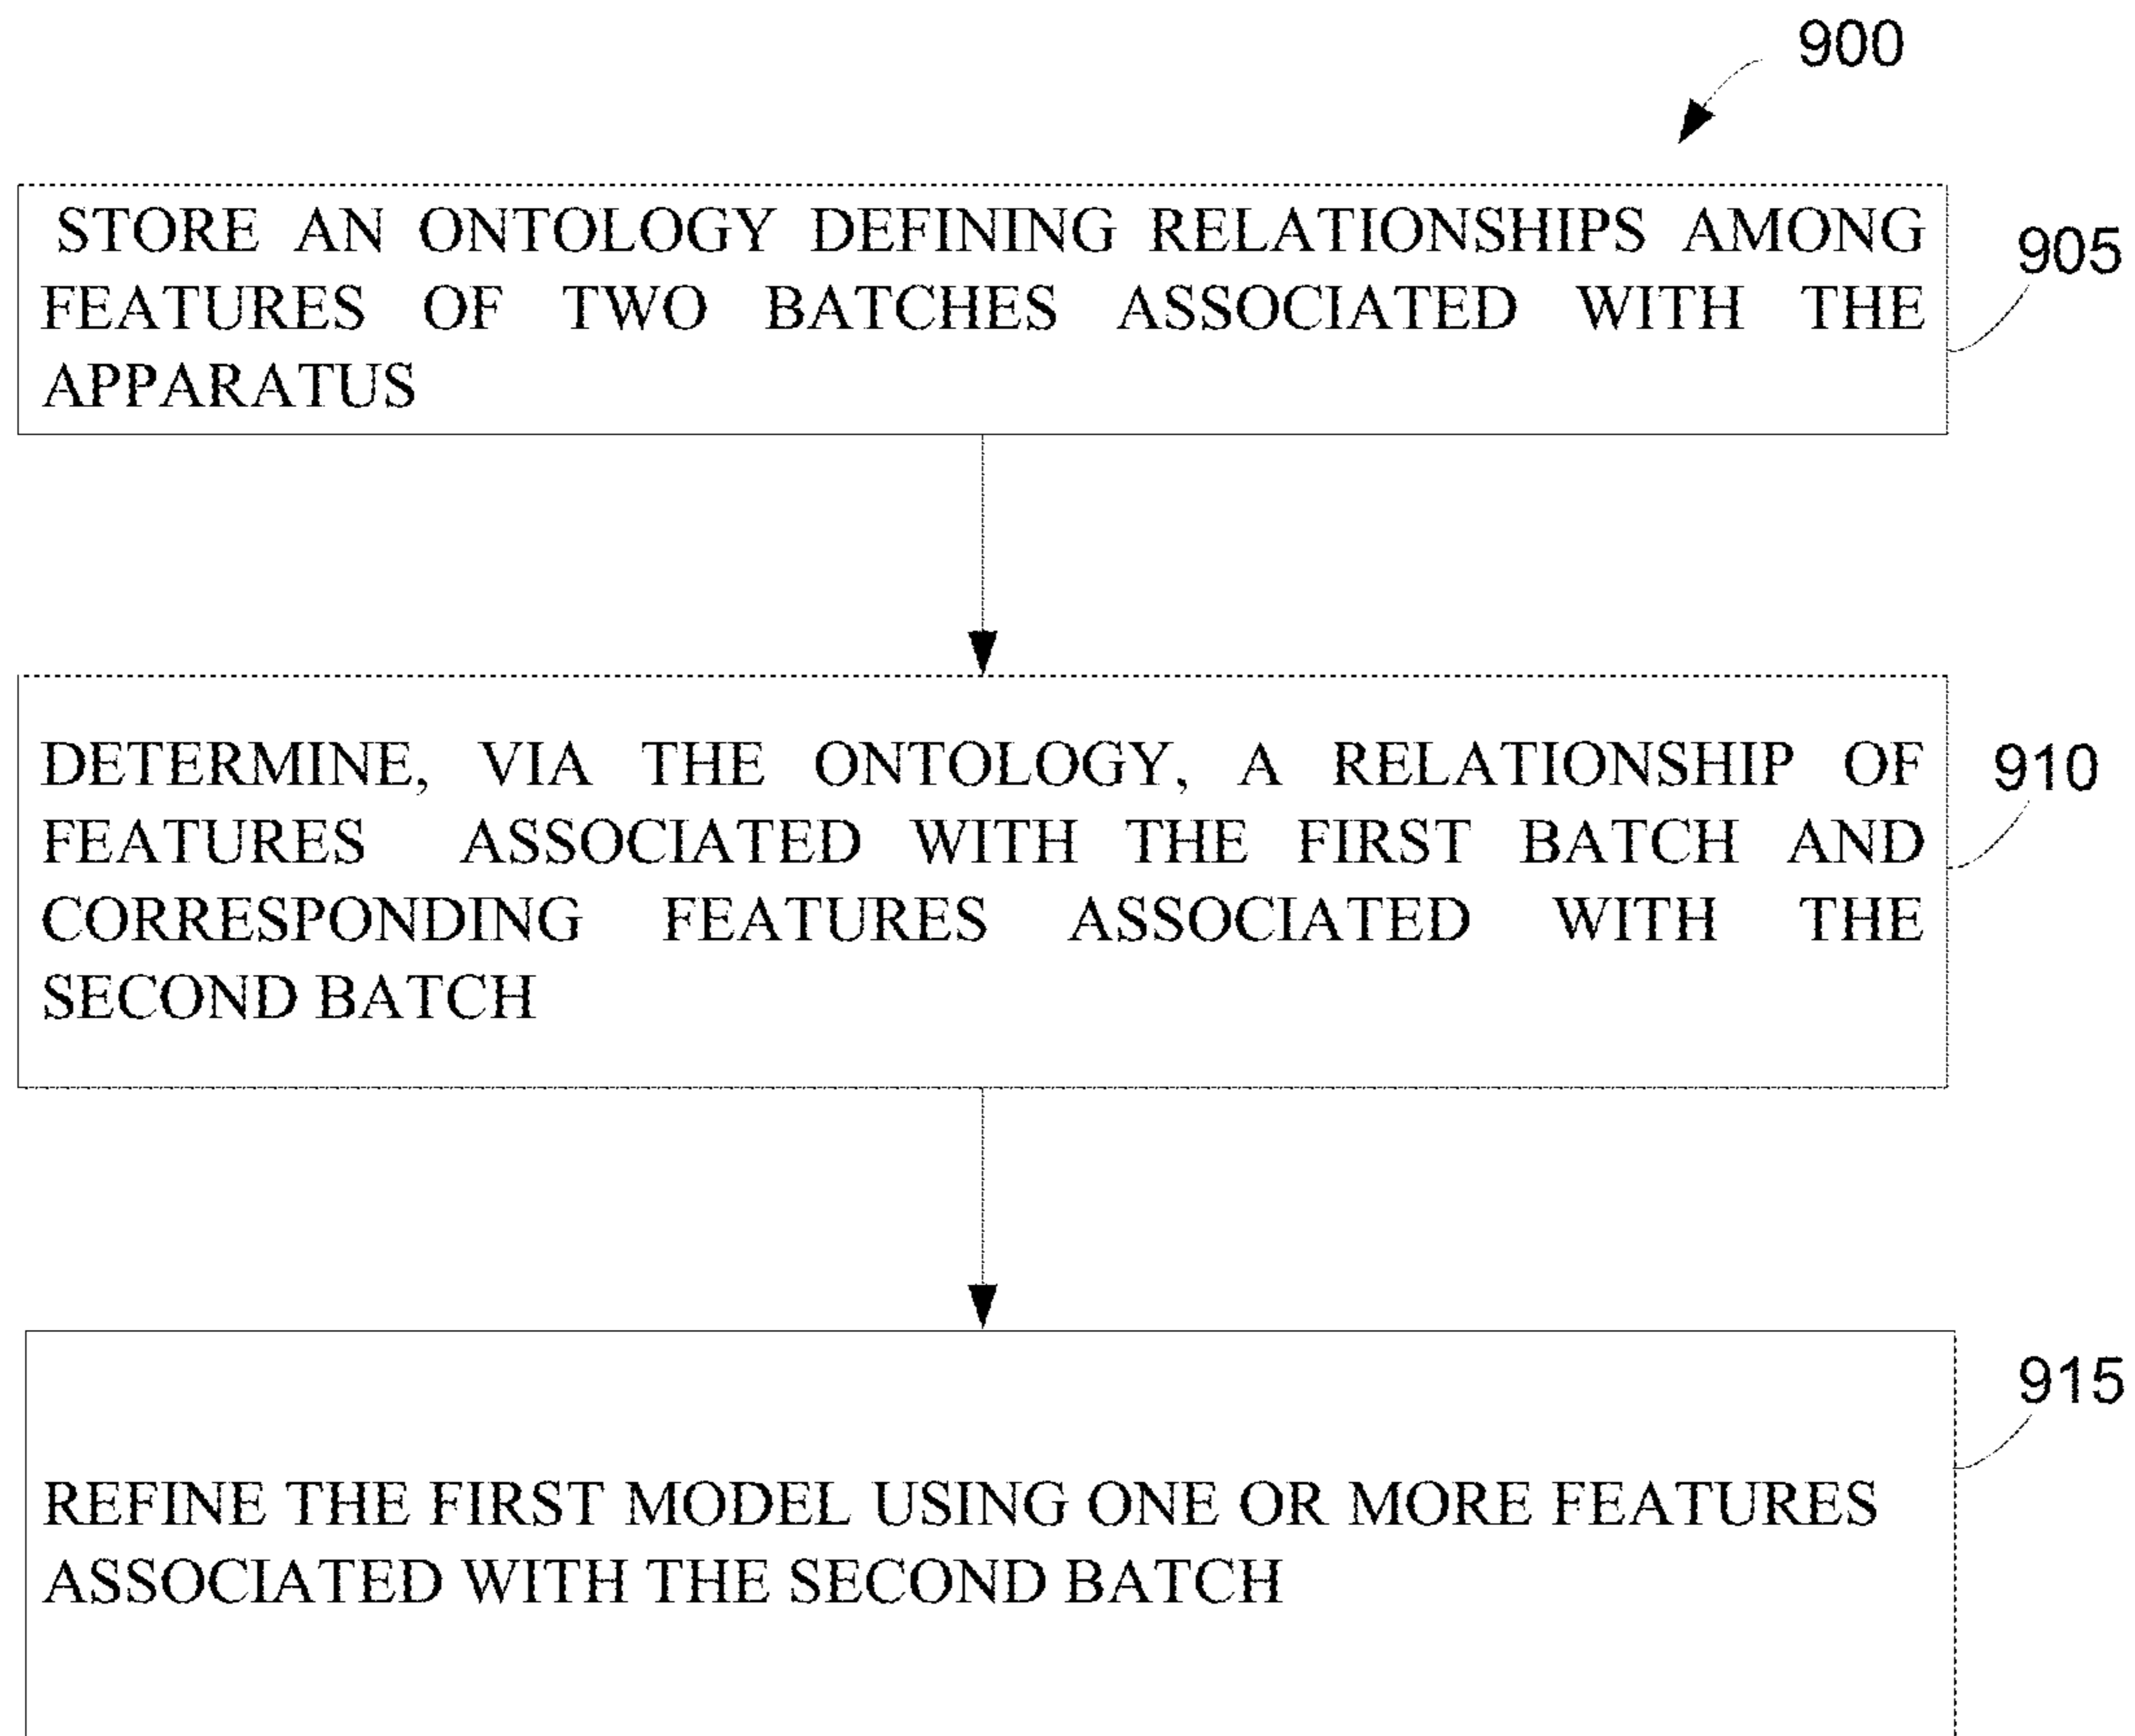 900
STORE AN ONTOLOGY DEFINING RELATIONSHIPS AMONG
FEATURES OF TWO BATCHES ASSOCIATED WITH THE
APPARATUS
905
DETERMINE, VIA THE ONTOLOGY, A RELATIONSHIP OF
FEATURES ASSOCIATED WITH THE FIRST BATCH AND
CORRESPONDING FEATURES ASSOCIATED WITH THE
SECOND BATCH
910
REFINE THE FIRST MODEL USING ONE OR MORE FEATURES
ASSOCIATED WITH THE SECOND BATCH
915